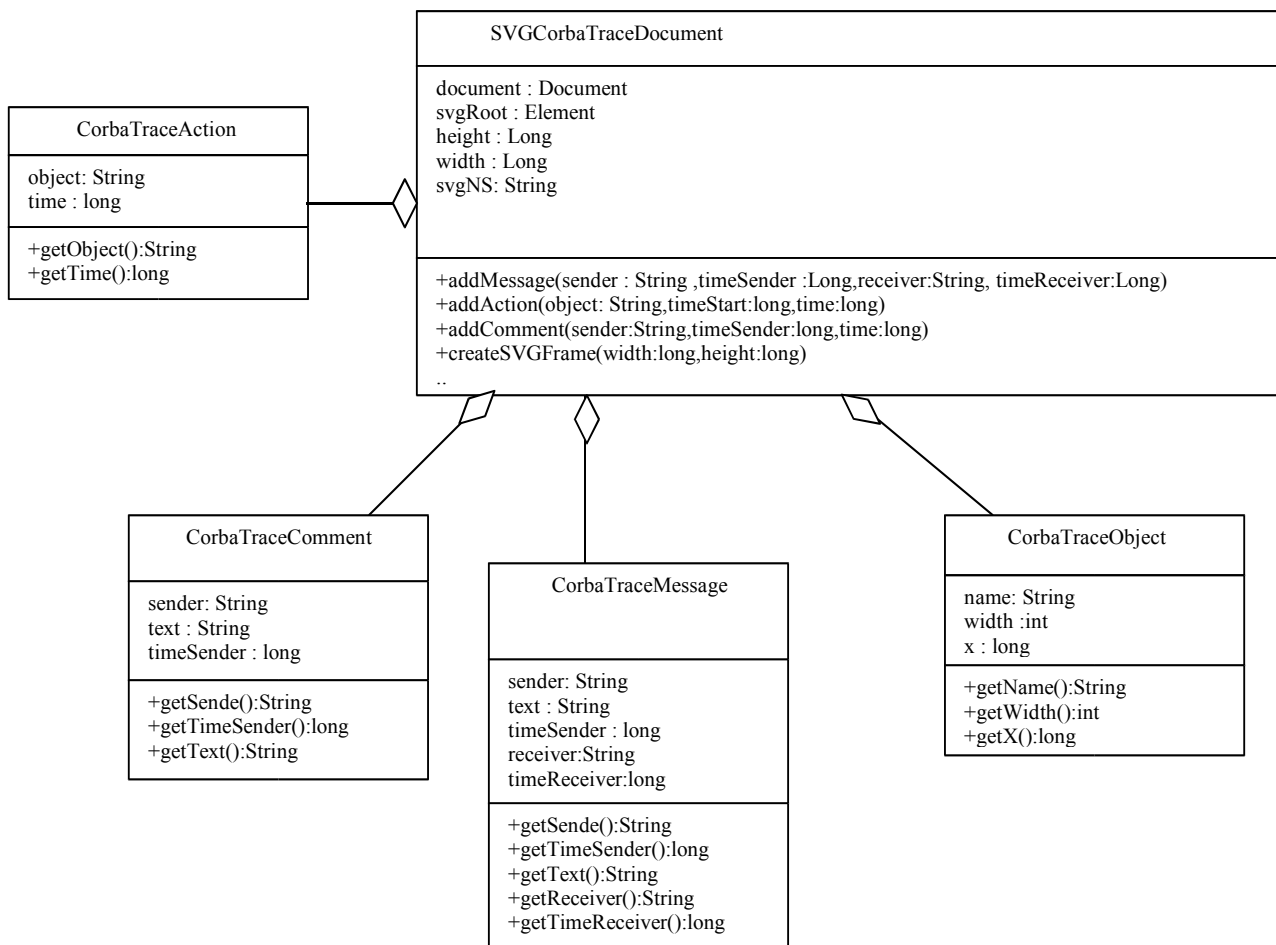 SVGCorbaTraceDocument
document : Document
svgRoot : Element
height : Long
width : Long
svgNS: String
+addMessage(sender : String ,timeSender :Long,receiver:String, timeReceiver:Long)
+addAction(object: String,timeStart:long,time:long)
+addComment(sender:String,timeSender:long,time:long)
+createSVGFrame(width:long,height:long)
..
CorbaTraceAction
object: String
time : long
+getObject():String
+getTime():long
CorbaTraceComment
sender: String
text : String
timeSender : long
+getSende():String
+getTimeSender():long
+getText():String
CorbaTraceMessage
sender: String
text : String
timeSender : long
receiver:String
timeReceiver:long
+getSende():String
+getTimeSender():long
+getText():String
+getReceiver():String
+getTimeReceiver():long
CorbaTraceObject
name: String
width :int
x : long
+getName():String
+getWidth():int
+getX():long